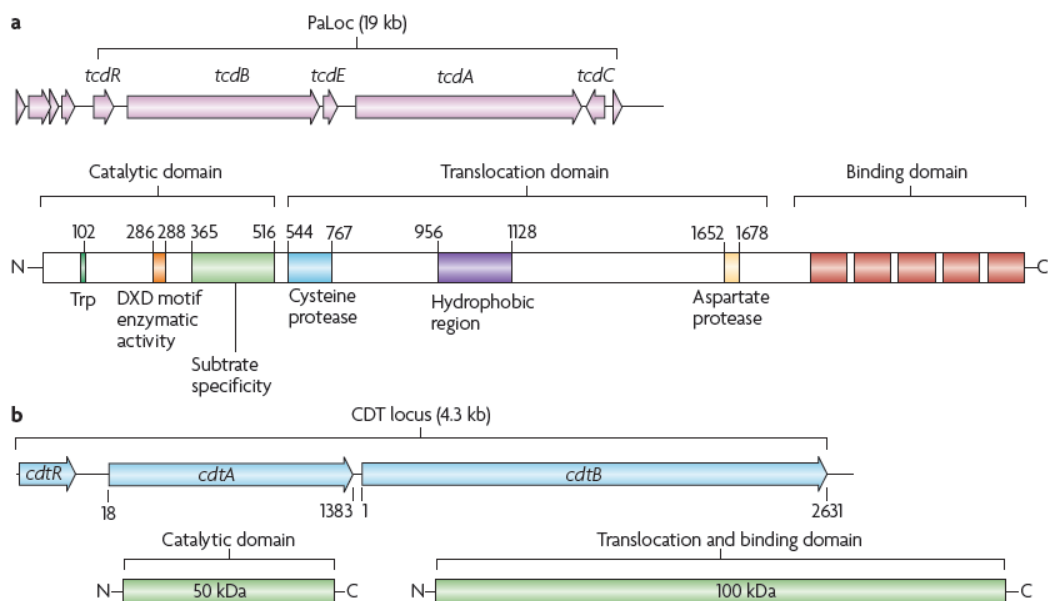 a
PaLoc (19 kb)
tcdR tcdB tcdE tcdA tcdC
Catalytic domain Translocation domain Binding domain
102 286 288 365 516 544 767 956 1128 1652 1678
N C
Trp
DXD motif
enzymatic
activity
Subtrate
specificity
Cysteine
protease
Hydrophobic
region
Aspartate
protease
b
CDT locus (4.3 kb)
cdtR cdtA cdtB
18 1383 1 2631
Catalytic domain Translocation and binding domain
N 50 kDa C N 100 kDa C